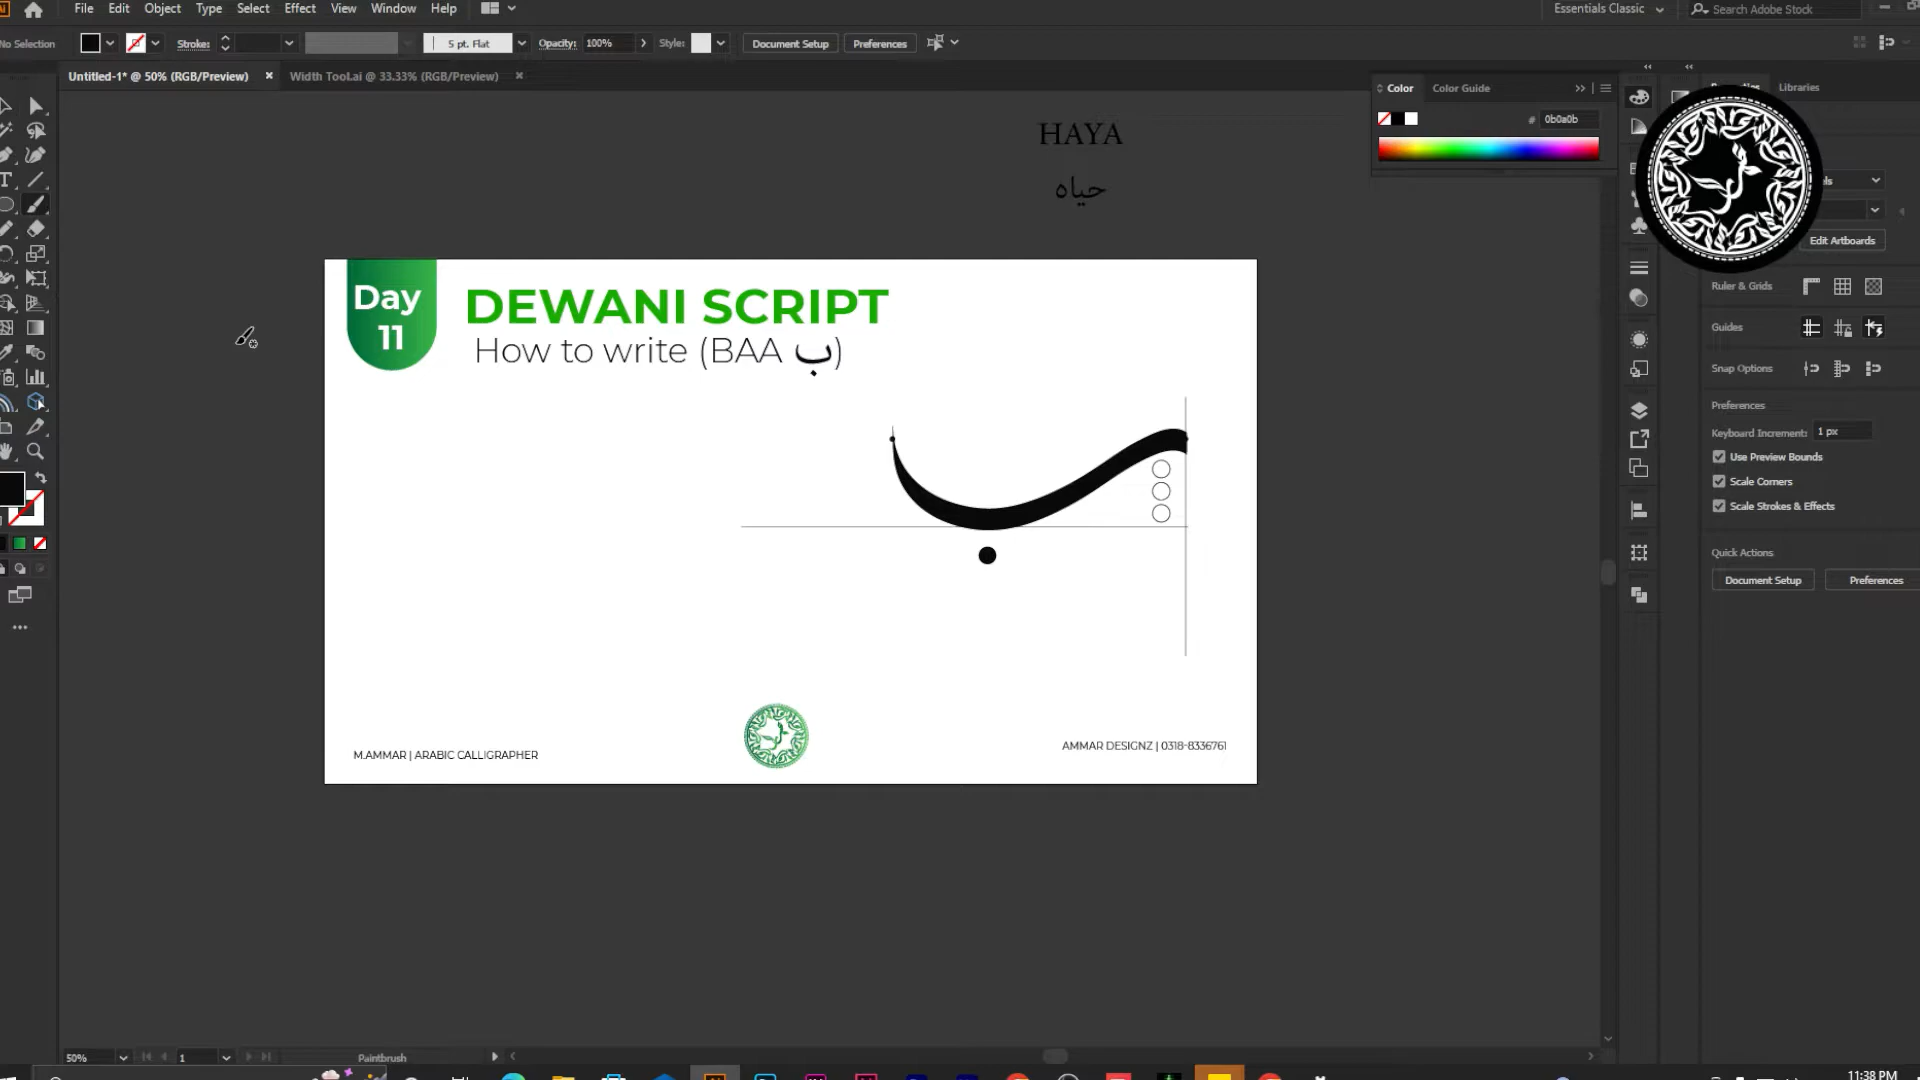 File Edit Object Type Select Effect View Window Help
Essentials Classic
Search Adobe Stock
No Selection
Stroke:
5 pt. Flat
Opacity: 100%
Style:
Document Setup
Preferences
Untitled-1* @ 50% (RGB/Preview)
Width Tool.ai @ 33.33% (RGB/Preview)
Color
Color Guide
# 0b0a0b
Libraries
Edit Artboards
Ruler & Grids
Guides
Snap Options
Preferences
Keyboard Increment: 1 px
Use Preview Bounds
Scale Corners
Scale Strokes & Effects
Quick Actions
Document Setup
Preferences
HAYA
حياه
Day
11
DEWANI SCRIPT
How to write (BAA ب)
M.AMMAR | ARABIC CALLIGRAPHER
AMMAR DESIGNZ | 0318-8336761
50%
1
Paintbrush
11:38 PM